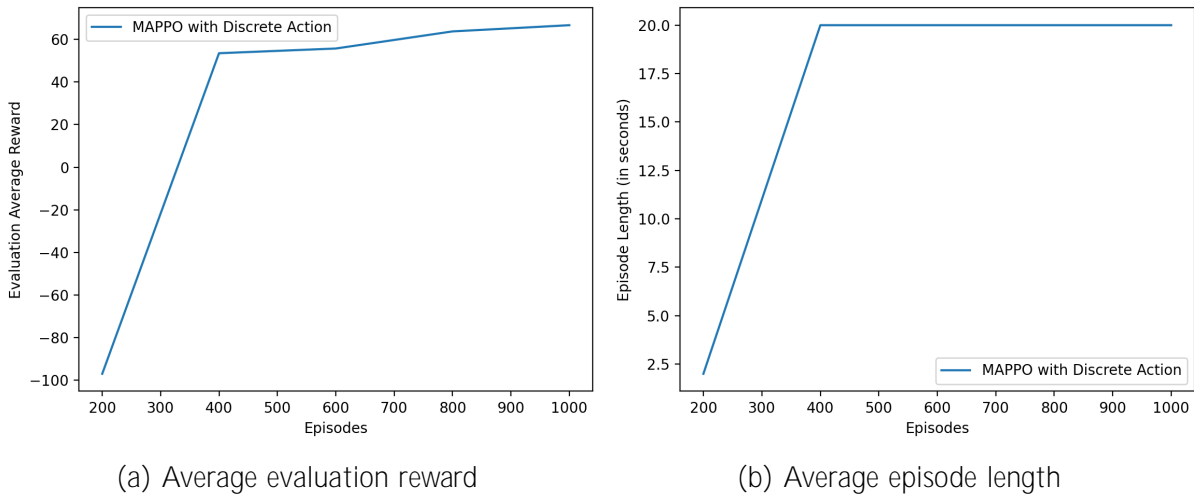 MAPPO with Discrete Action
Evaluation Average Reward
60
40
20
0
−20
−40
−60
−80
−100
200 300 400 500 600 700 800 900 1000
Episodes
(a) Average evaluation reward
Episode Length (in seconds)
20.0
17.5
15.0
12.5
10.0
7.5
5.0
2.5
MAPPO with Discrete Action
200 300 400 500 600 700 800 900 1000
Episodes
(b) Average episode length